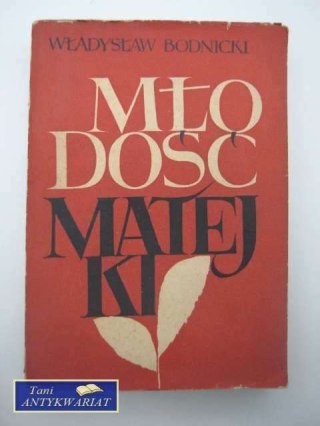 WŁADYSŁAW BODNICKI
MŁO
DOŚĆ
MATEJ
KI
Tani
ANTYKWARIAT